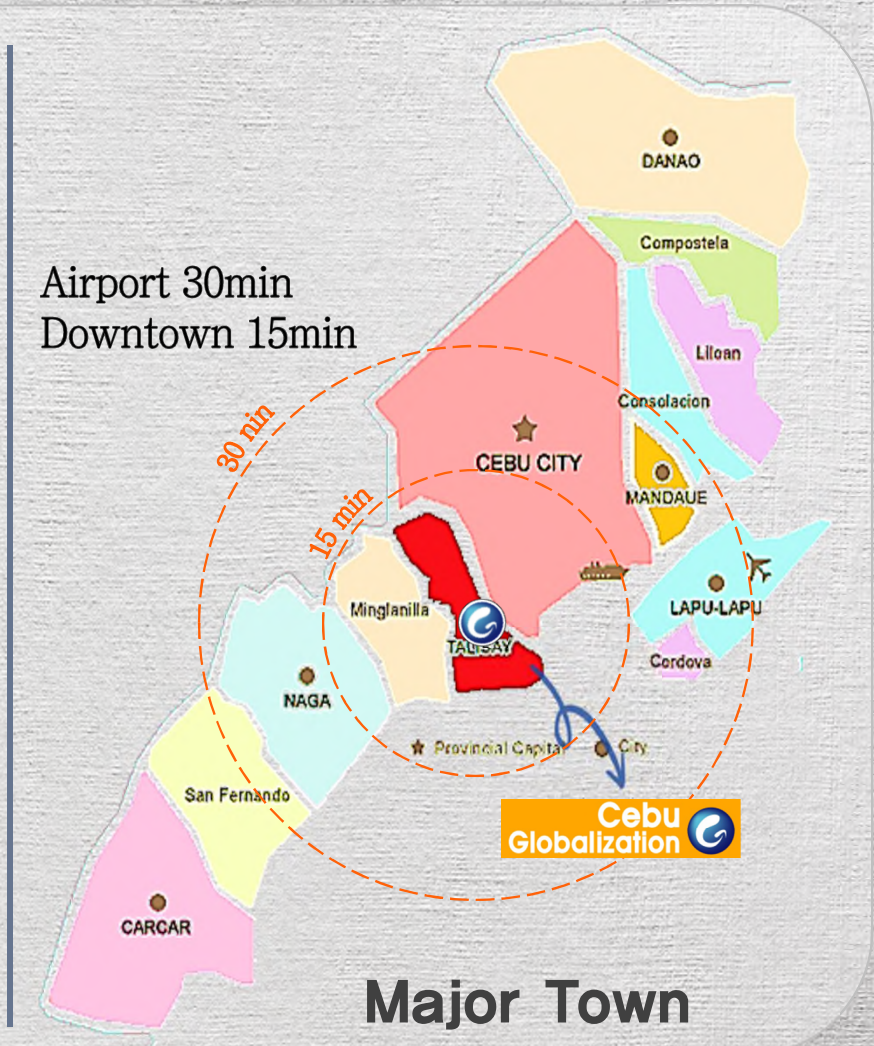 DANAO
Compostela
Airport 30min
Downtown 15min
Liloan
Consolacion
30 nin
CEBU CITY
MANDAUE
15 min
Minglanilla
LAPU-LAPU
TALISAY
Cordova
NAGA
Provincial Capital
City
San Fernando
Cebu
Globalization
CARCAR
Major Town